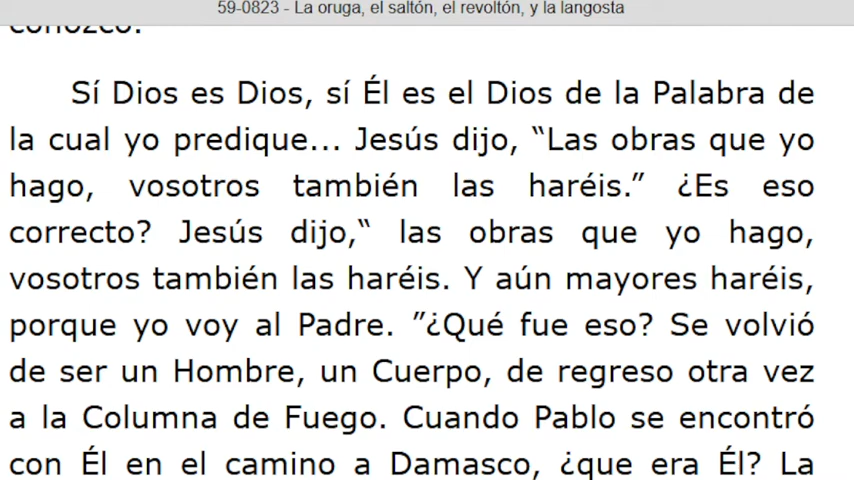 59-0823 - La oruga, el saltón, el revoltón, y la langosta
conozco.
Sí Dios es Dios, sí Él es el Dios de la Palabra de
la cual yo predique... Jesús dijo, “Las obras que yo
hago, vosotros también las haréis.” ¿Es eso
correcto? Jesús dijo,“ las obras que yo hago,
vosotros también las haréis. Y aún mayores haréis,
porque yo voy al Padre. ”¿Qué fue eso? Se volvió
de ser un Hombre, un Cuerpo, de regreso otra vez
a la Columna de Fuego. Cuando Pablo se encontró
con Él en el camino a Damasco, ¿que era Él? La